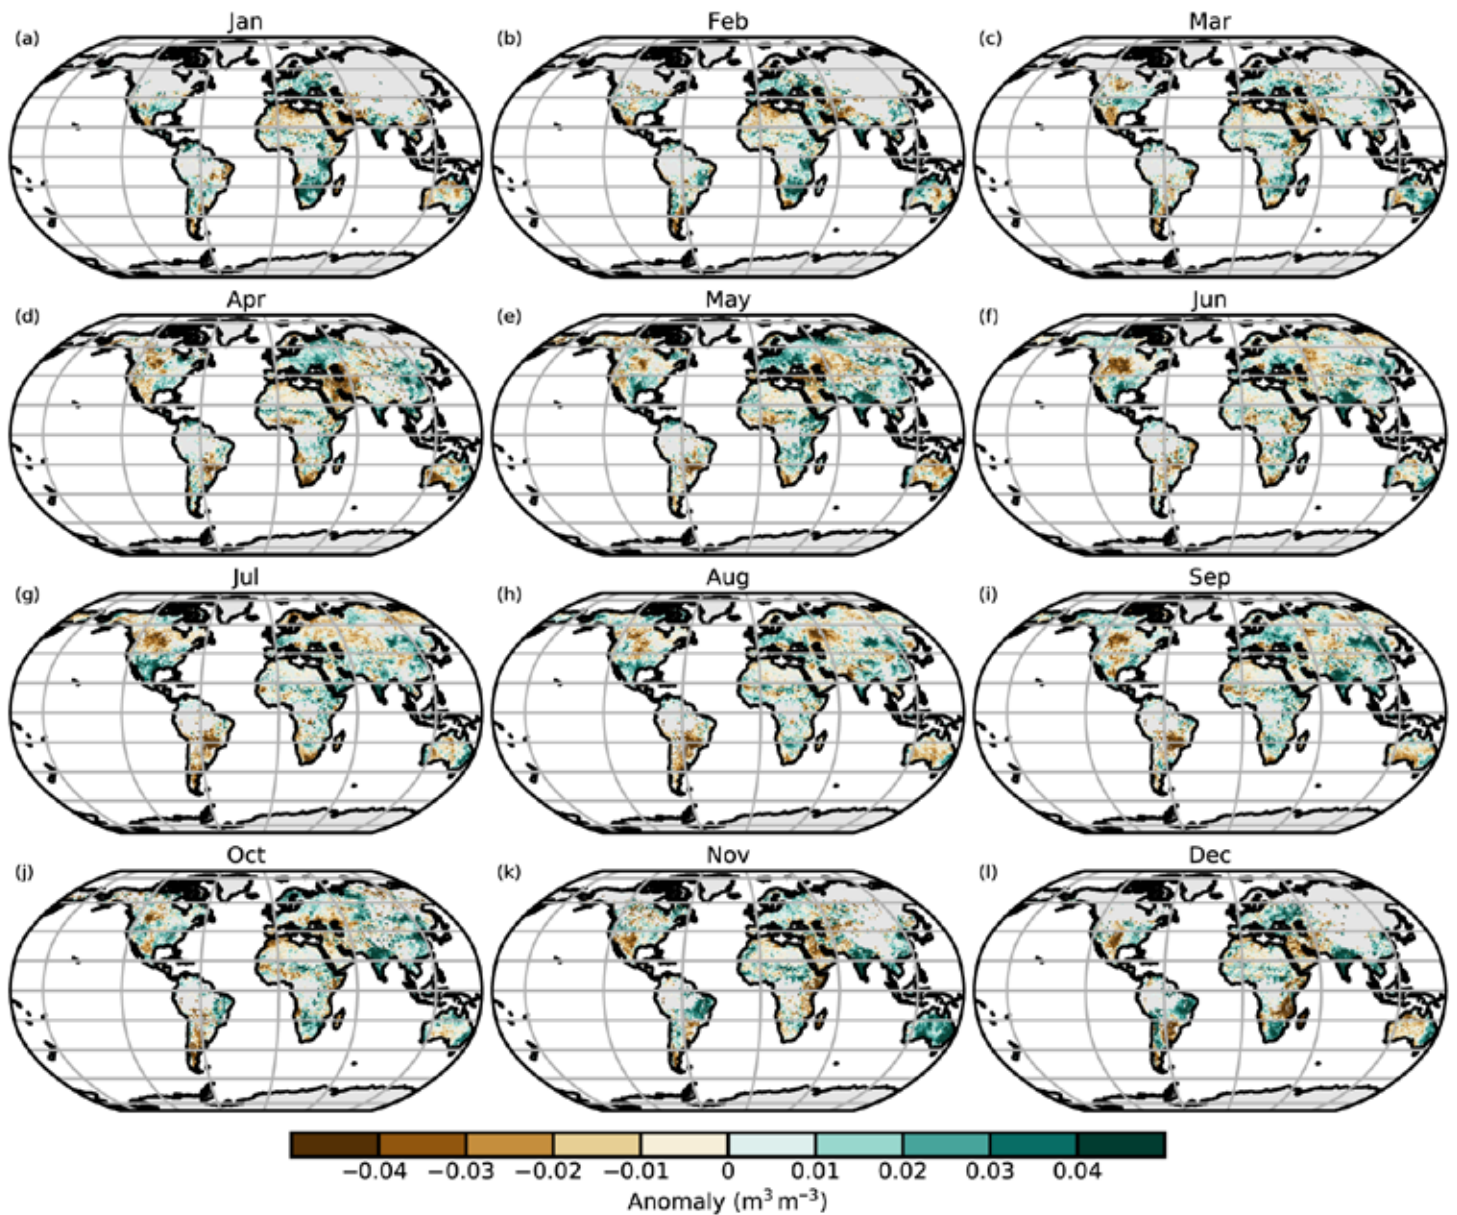 Jan
Feb
Mar
(a)
(b)
(c)
Apr
May
Jun
(d)
(e)
(f)
Jul
Aug
Sep
(g)
(h)
(i)
Oct
Nov
Dec
(j)
(k)
(l)
−0.04 −0.03 −0.02 −0.01 0 0.01 0.02 0.03 0.04
Anomaly (m³ m⁻³)